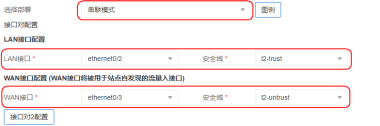 选择部署 串联模式 图例
接口对配置
LAN接口配置
LAN接口 * ethernet0/2 安全域 * l2-trust
WAN接口配置 (WAN接口将被用于站点自发现的流量入接口)
WAN接口 * ethernet0/3 安全域 * l2-untrust
接口对2配置